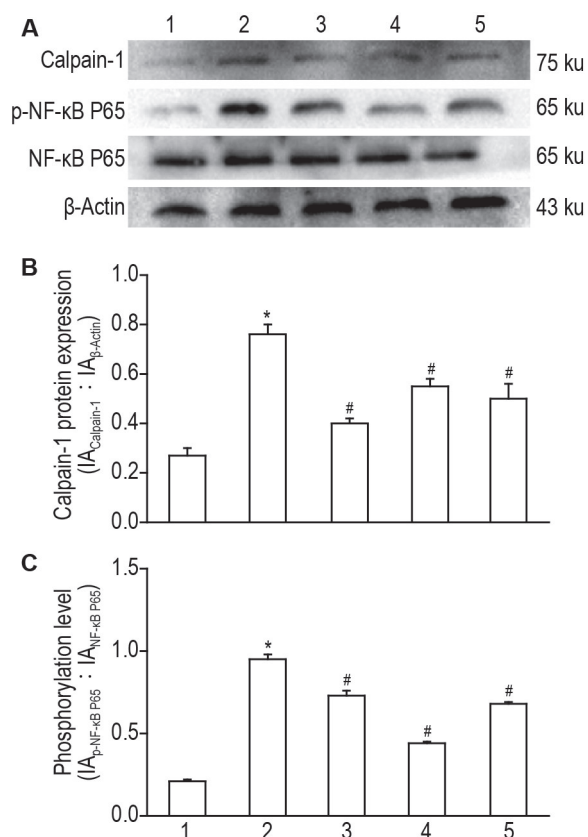 A
1 2 3 4 5
Calpain-1 75 ku
p-NF-κB P65 65 ku
NF-κB P65 65 ku
β-Actin 43 ku
B
Calpain-1 protein expression
(IACalpain-1 : IAβ-Actin)
1.0
0.8
0.6
0.4
0.2
0.0
* # # #
C
Phosphorylation level
(IAp-NF-κB P65 : IANF-κB P65)
1.5
1.0
0.5
0.0
* # # #
1 2 3 4 5